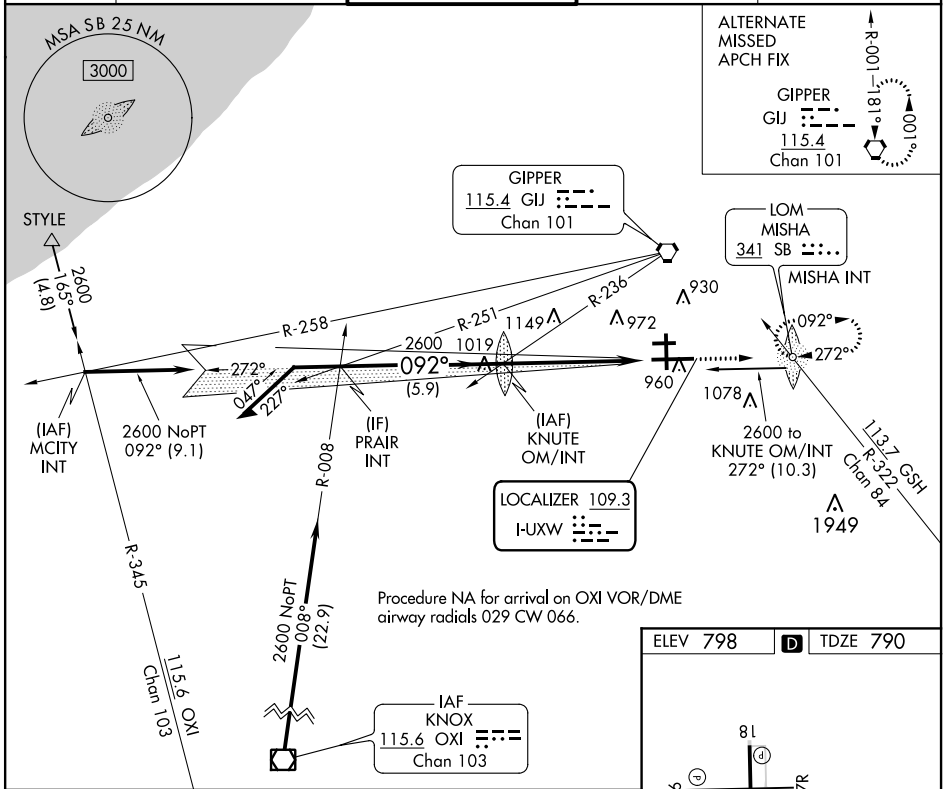 MSA SB 25 NM
3000
ALTERNATE
MISSED
APCH FIX
R-001
181°
001°
GIPPER
GIJ
115.4
Chan 101
GIPPER
115.4 GIJ
Chan 101
LOM
MISHA
341 SB
MISHA INT
STYLE
2600
165°
(4.8)
R-258
R-251
R-236
930
1149
972
092°
272°
2600
1019
092°
(5.9)
272°
047°
227°
960
1078
(IAF)
MCITY
INT
2600 NoPT
092° (9.1)
(IF)
PRAIR
INT
(IAF)
KNUTE
OM/INT
2600 to
KNUTE OM/INT
272° (10.3)
113.7 GSH
R-322
Chan 84
R-008
LOCALIZER 109.3
I-UXW
1949
R-345
115.6 OXI
Chan 103
2600 NoPT
008°
(22.9)
Procedure NA for arrival on OXI VOR/DME
airway radials 029 CW 066.
IAF
KNOX
115.6 OXI
Chan 103
ELEV 798
D
TDZE 790
18
P
P